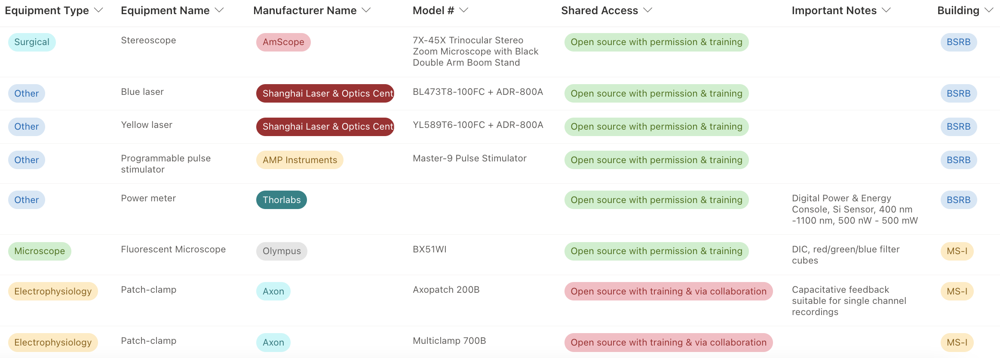 Equipment Type Equipment Name Manufacturer Name Model # Shared Access Important Notes Building
Surgical Stereoscope AmScope 7X-45X Trinocular Stereo Open source with permission & training BSRB
Zoom Microscope with Black
Double Arm Boom Stand
Other Blue laser Shanghai Laser & Optics Cent BL473T8-100FC + ADR-800A Open source with permission & training BSRB
Other Yellow laser Shanghai Laser & Optics Cent YL589T6-100FC + ADR-800A Open source with permission & training BSRB
Other Programmable pulse AMP Instruments Master-9 Pulse Stimulator Open source with permission & training BSRB
stimulator
Other Power meter Thorlabs Open source with permission & training Digital Power & Energy BSRB
Console, Si Sensor, 400 nm
-1100 nm, 500 nW - 500 mW
Microscope Fluorescent Microscope Olympus BX51WI Open source with permission & training DIC, red/green/blue filter MS-I
cubes
Electrophysiology Patch-clamp Axon Axopatch 200B Open source with training & via collaboration Capacitative feedback MS-I
suitable for single channel
recordings
Electrophysiology Patch-clamp Axon Multiclamp 700B Open source with training & via collaboration MS-I